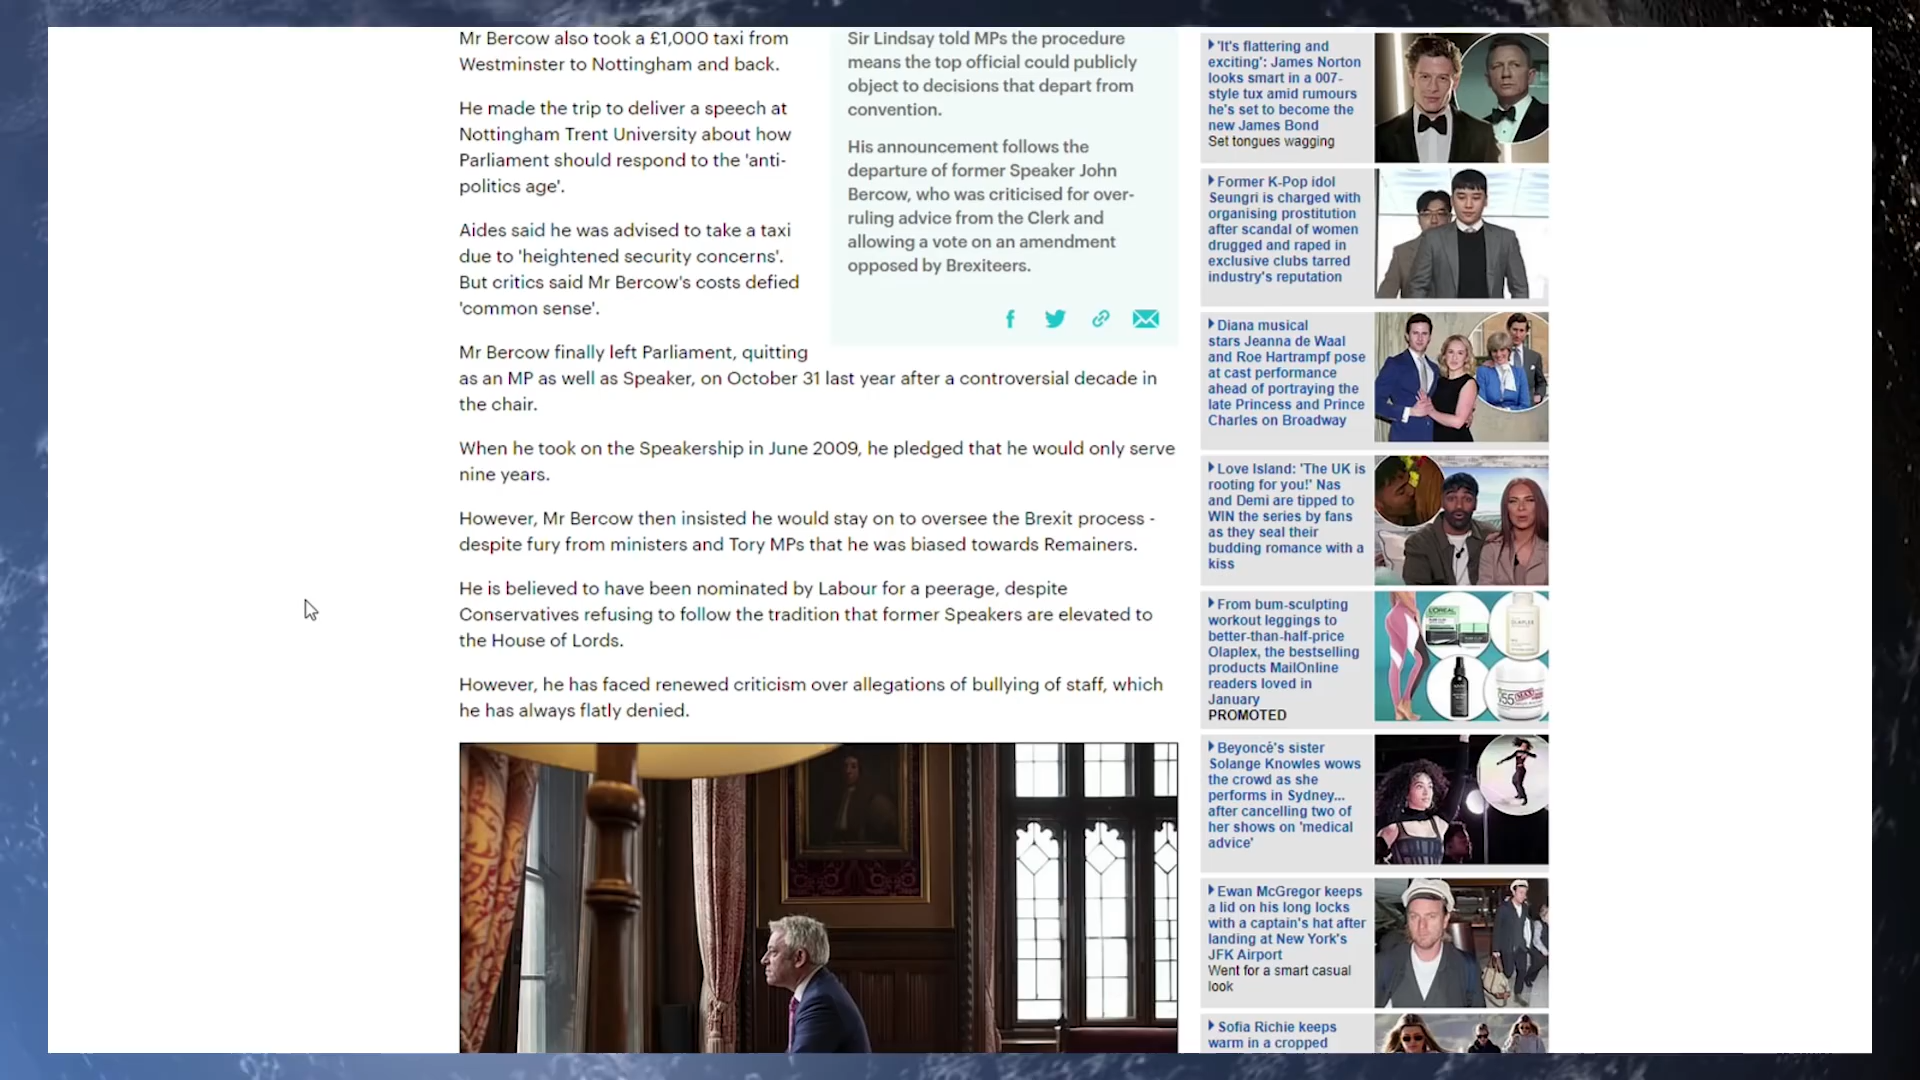 Mr Bercow also took a £1,000 taxi from
Westminster to Nottingham and back.
He made the trip to deliver a speech at
Nottingham Trent University about how
Parliament should respond to the 'anti-
politics age'.
Aides said he was advised to take a taxi
due to 'heightened security concerns'.
But critics said Mr Bercow's costs defied
'common sense'.
Mr Bercow finally left Parliament, quitting
as an MP as well as Speaker, on October 31 last year after a controversial decade in
the chair.
When he took on the Speakership in June 2009, he pledged that he would only serve
nine years.
However, Mr Bercow then insisted he would stay on to oversee the Brexit process -
despite fury from ministers and Tory MPs that he was biased towards Remainers.
He is believed to have been nominated by Labour for a peerage, despite
Conservatives refusing to follow the tradition that former Speakers are elevated to
the House of Lords.
However, he has faced renewed criticism over allegations of bullying of staff, which
he has always flatly denied.
Sir Lindsay told MPs the procedure
means the top official could publicly
object to decisions that depart from
convention.
His announcement follows the
departure of former Speaker John
Bercow, who was criticised for over-
ruling advice from the Clerk and
allowing a vote on an amendment
opposed by Brexiteers.
'It's flattering and
exciting': James Norton
looks smart in a 007-
style tux amid rumours
he's set to become the
new James Bond
Set tongues wagging
Former K-Pop idol
Seungri is charged with
organising prostitution
after scandal of women
drugged and raped in
exclusive clubs tarred
industry's reputation
Diana musical
stars Jeanna de Waal
and Roe Hartrampf pose
at cast performance
ahead of portraying the
late Princess and Prince
Charles on Broadway
Love Island: 'The UK is
rooting for you!' Nas
and Demi are tipped to
WIN the series by fans
as they seal their
budding romance with a
kiss
From bum-sculpting
workout leggings to
better-than-half-price
Olaplex, the bestselling
products MailOnline
readers loved in
January
PROMOTED
Beyoncé's sister
Solange Knowles wows
the crowd as she
performs in Sydney...
after cancelling two of
her shows on 'medical
advice'
Ewan McGregor keeps
a lid on his long locks
with a captain's hat after
landing at New York's
JFK Airport
Went for a smart casual
look
Sofia Richie keeps
warm in a cropped